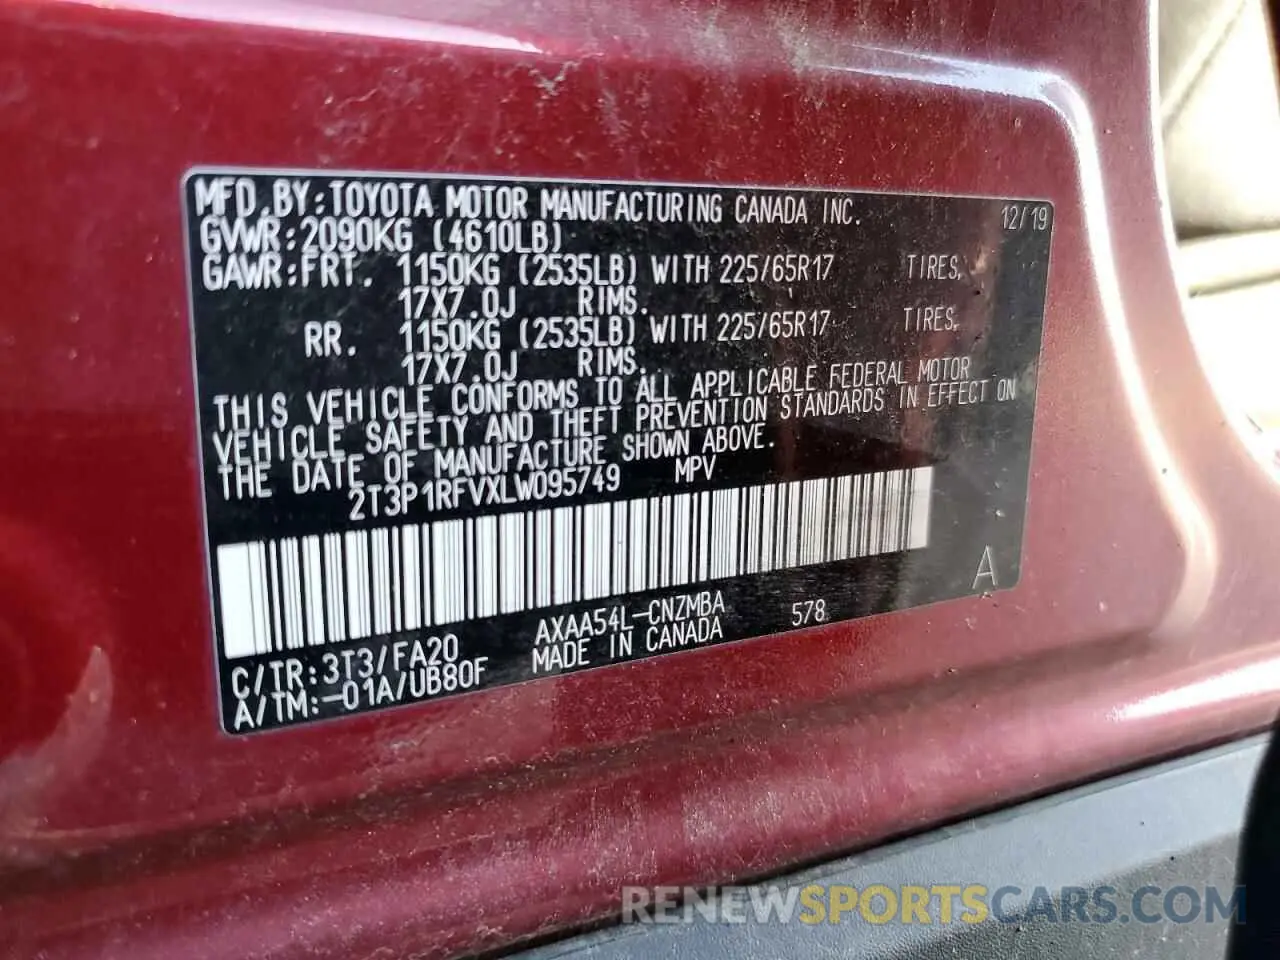 MFD. BY: TOYOTA MOTOR MANUFACTURING CANADA INC. 12/19
GVWR: 2090KG (4610LB)
GAWR: FRT. 1150KG (2535LB) WITH 225/65R17 TIRES,
17X7.0J RIMS.
RR. 1150KG (2535LB) WITH 225/65R17 TIRES,
17X7.0J RIMS.
THIS VEHICLE CONFORMS TO ALL APPLICABLE FEDERAL MOTOR
VEHICLE SAFETY AND THEFT PREVENTION STANDARDS IN EFFECT ON
THE DATE OF MANUFACTURE SHOWN ABOVE.
2T3P1RFVXLW095749 MPV
A
C/TR: 3T3/FA20 AXAA54L-CNZMBA 578
A/TM: -01A/UB80F MADE IN CANADA
RENEWSPORTSCARS.COM